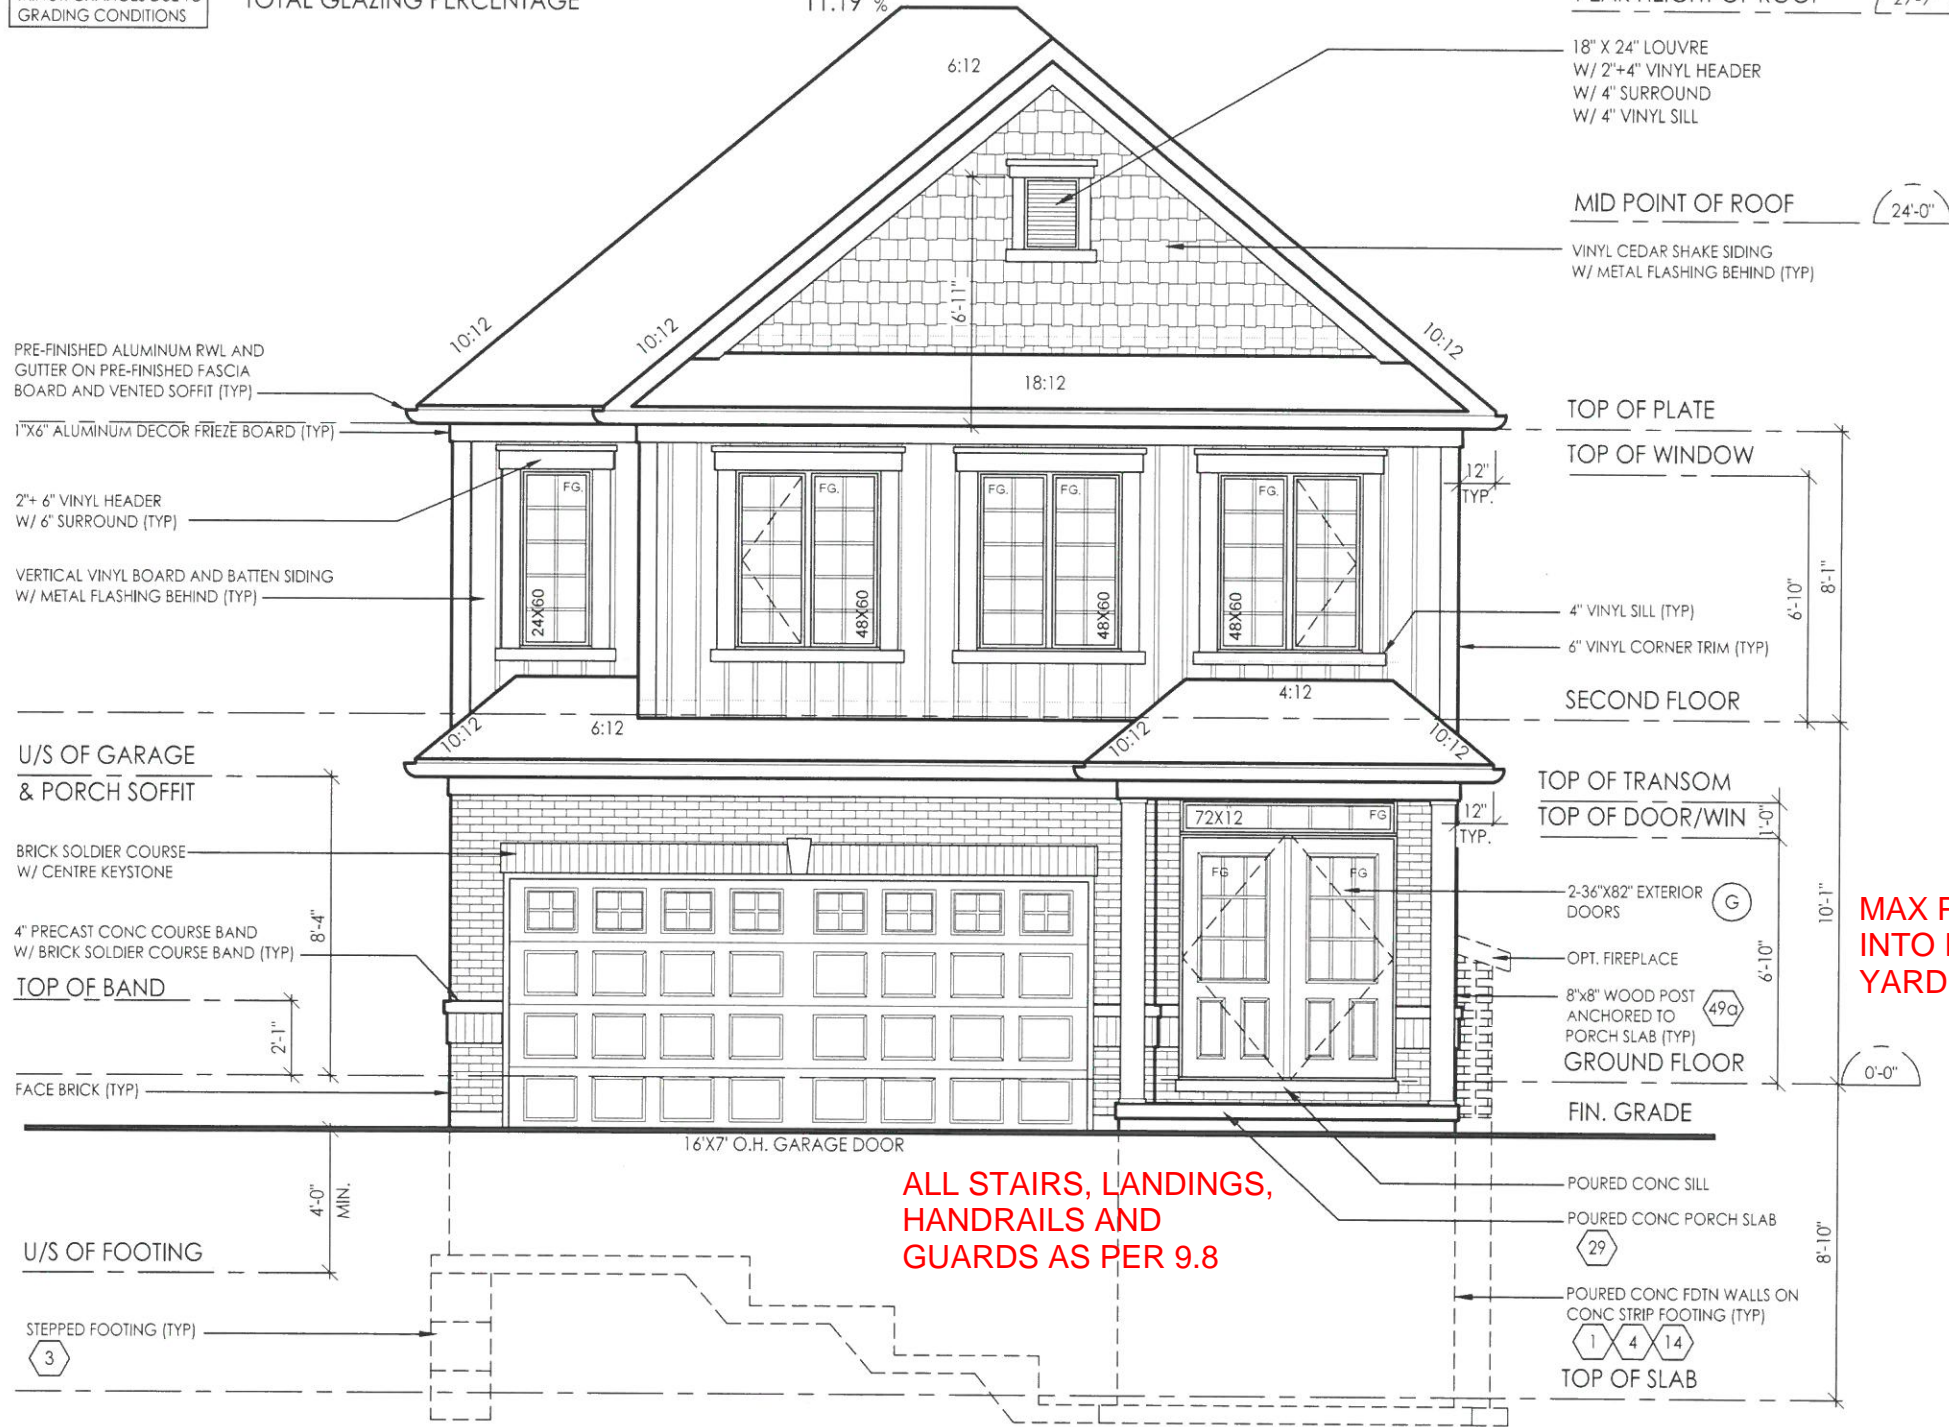 GRADING CONDITIONS
TOTAL GLAZING PERCENTAGE
11.19 %
PEAK HEIGHT OF ROOF
18" X 24" LOUVRE
W/ 2"+4" VINYL HEADER
W/ 4" SURROUND
W/ 4" VINYL SILL
MID POINT OF ROOF
24'-0"
VINYL CEDAR SHAKE SIDING
W/ METAL FLASHING BEHIND (TYP)
6:12
10:12
10:12
10:12
6'-11"
18:12
PRE-FINISHED ALUMINUM RWL AND
GUTTER ON PRE-FINISHED FASCIA
BOARD AND VENTED SOFFIT (TYP)
1"X6" ALUMINUM DECOR FRIEZE BOARD (TYP)
2"+ 6" VINYL HEADER
W/ 6" SURROUND (TYP)
VERTICAL VINYL BOARD AND BATTEN SIDING
W/ METAL FLASHING BEHIND (TYP)
TOP OF PLATE
TOP OF WINDOW
12"
TYP.
FG.
FG.
FG.
FG.
FG.
24X60
48X60
48X60
48X60
6'-10"
8'-1"
4" VINYL SILL (TYP)
6" VINYL CORNER TRIM (TYP)
SECOND FLOOR
4:12
6:12
10:12
10:12
10:12
U/S OF GARAGE
& PORCH SOFFIT
TOP OF TRANSOM
TOP OF DOOR/WIN
1'-0"
12"
TYP.
72X12
FG
FG
FG
BRICK SOLDIER COURSE
W/ CENTRE KEYSTONE
8'-4"
4" PRECAST CONC COURSE BAND
W/ BRICK SOLDIER COURSE BAND (TYP)
TOP OF BAND
2'-1"
FACE BRICK (TYP)
2-36"X82" EXTERIOR
DOORS
G
10'-1"
6'-10"
OPT. FIREPLACE
8"x8" WOOD POST
ANCHORED TO
PORCH SLAB (TYP)
49a
GROUND FLOOR
0'-0"
FIN. GRADE
MAX
INTO
YARD
16'X7' O.H. GARAGE DOOR
ALL STAIRS, LANDINGS,
HANDRAILS AND
GUARDS AS PER 9.8
4'-0"
MIN.
U/S OF FOOTING
STEPPED FOOTING (TYP)
3
POURED CONC SILL
POURED CONC PORCH SLAB
29
8'-10"
POURED CONC FDTN WALLS ON
CONC STRIP FOOTING (TYP)
1 4 14
TOP OF SLAB